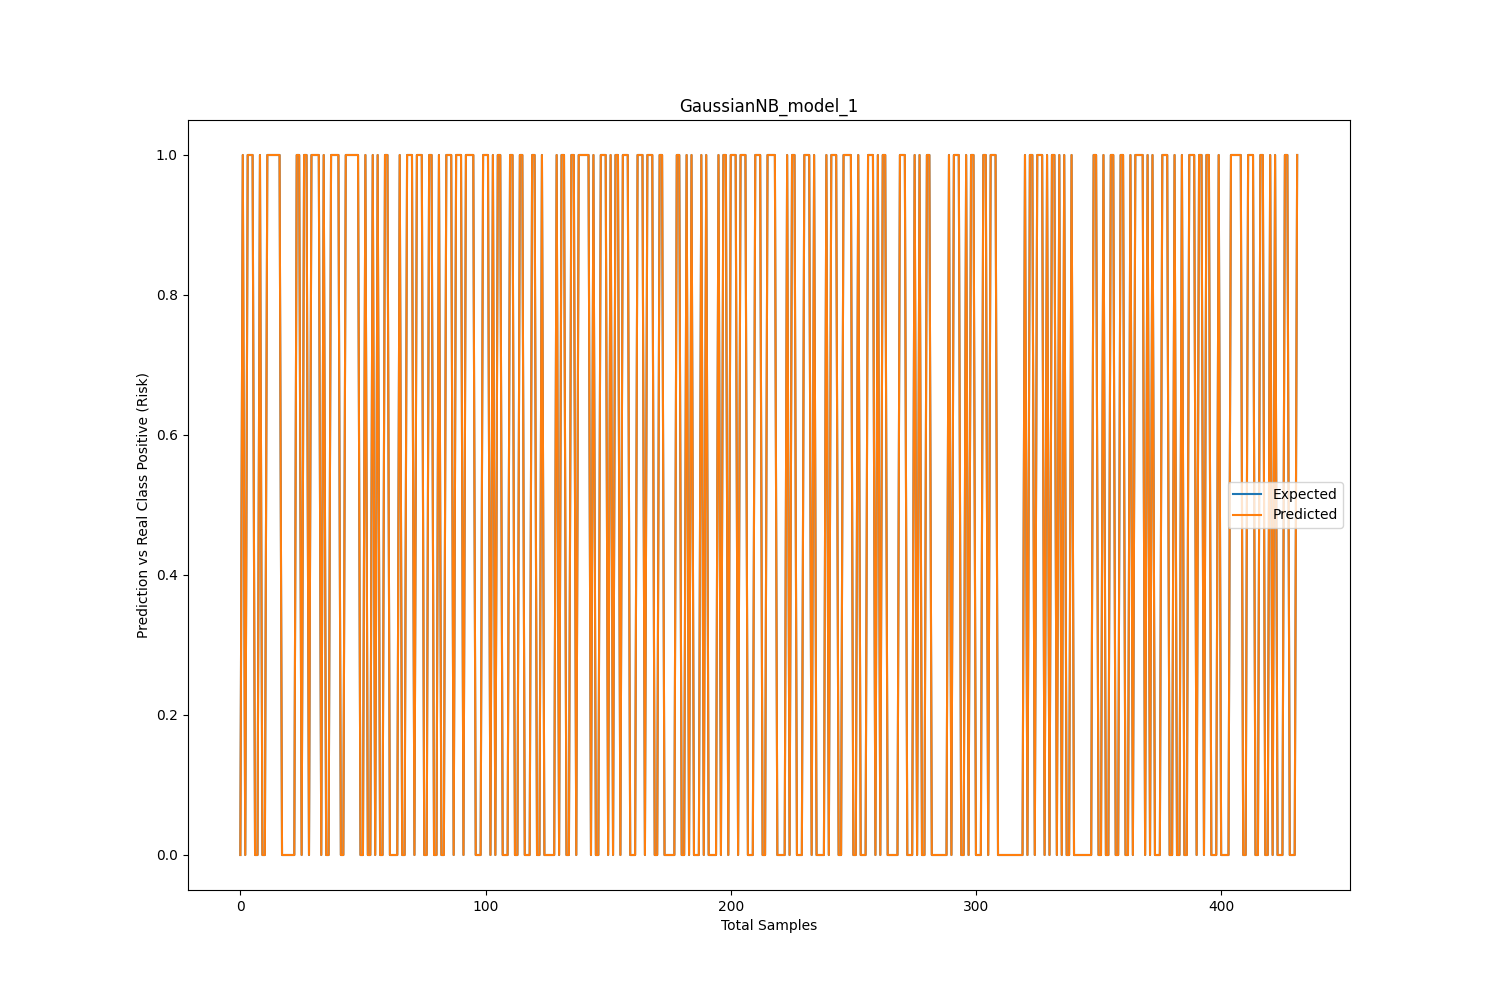 GaussianNB_model_1
1.0
0.8
0.6
0.4
0.2
0.0
Prediction vs Real Class Positive (Risk)
Expected
Predicted
0
100
200
300
400
Total Samples